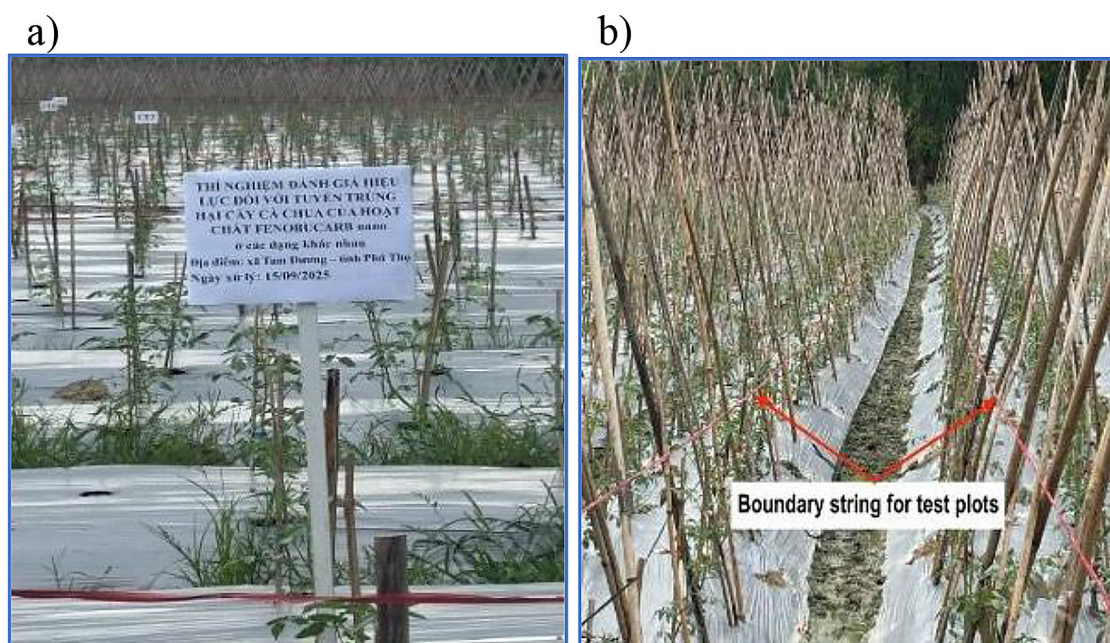 a)
b)
THÍ NGHIỆM ĐÁNH GIÁ HIỆU
LỰC ĐỐI VỚI TUYẾN TRÙNG
HẠI CÂY CÀ CHUA CỦA HOẠT
CHẤT FENOBUCARB nano
ở các dạng khác nhau
Địa điểm: xã Tam Dương – tỉnh Phú Thọ
Ngày xử lý: 15/09/2025
Boundary string for test plots